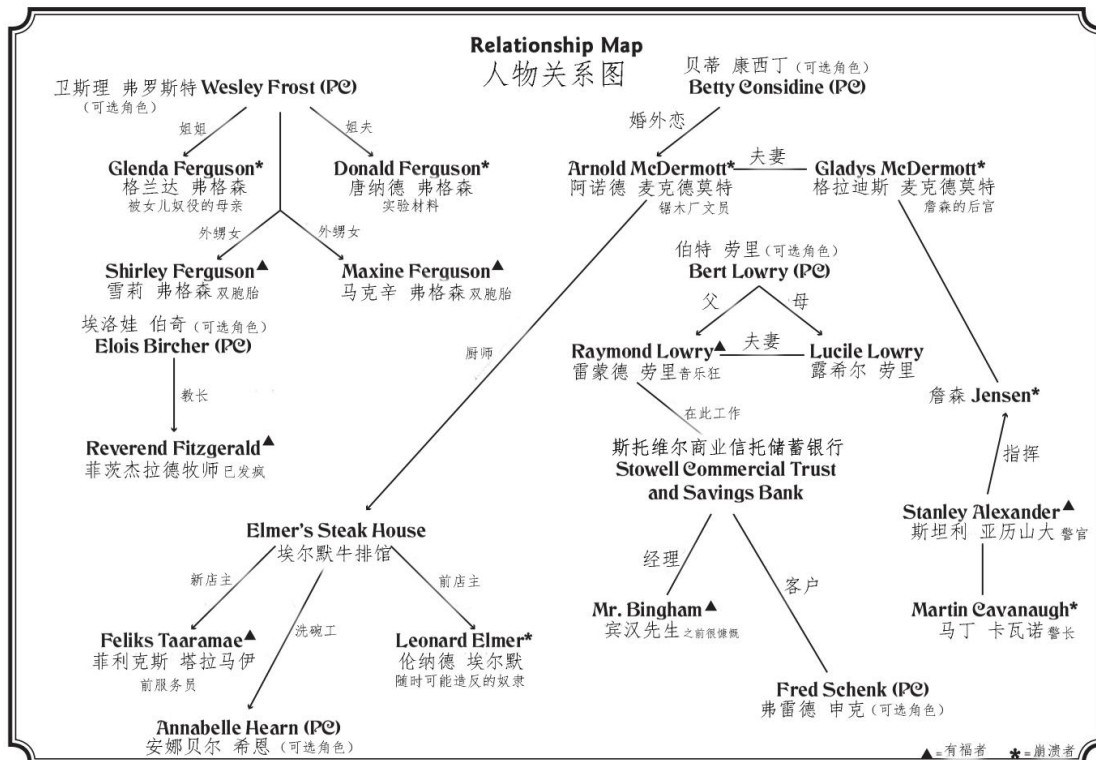 Relationship Map
人物关系图
卫斯理 弗罗斯特 Wesley Frost (PC)
(可选角色)
姐姐
姐夫
Glenda Ferguson*
格兰达 弗格森
被女儿奴役的母亲
Donald Ferguson*
唐纳德 弗格森
实验材料
外甥女
外甥女
Shirley Ferguson▲
雪莉 弗格森 双胞胎
Maxine Ferguson▲
马克辛 弗格森 双胞胎
埃洛娃 伯奇 (可选角色)
Elois Bircher (PC)
教长
Reverend Fitzgerald▲
菲茨杰拉德牧师 已发疯
贝蒂 康西丁 (可选角色)
Betty Considine (PC)
婚外恋
Arnold McDermott*
阿诺德 麦克德莫特
锯木厂文员
夫妻
Gladys McDermott*
格拉迪斯 麦克德莫特
詹森的后宫
伯特 劳里 (可选角色)
Bert Lowry (PC)
父
母
Raymond Lowry▲
雷蒙德 劳里 音乐狂
夫妻
Lucile Lowry
露希尔 劳里
厨师
在此工作
斯托维尔商业信托储蓄银行
Stowell Commercial Trust
and Savings Bank
詹森 Jensen*
指挥
Stanley Alexander▲
斯坦利 亚历山大 警官
Martin Cavanaugh*
马丁 卡瓦诺 警长
Elmer's Steak House
埃尔默牛排馆
新店主
前店主
洗碗工
Feliks Taaramae▲
菲利克斯 塔拉马伊
前服务员
Leonard Elmer*
伦纳德 埃尔默
随时可能造反的奴隶
Annabelle Hearn (PC)
安娜贝尔 希恩 (可选角色)
经理
客户
Mr. Bingham▲
宾汉先生 之前很慷慨
Fred Schenk (PC)
弗雷德 申克 (可选角色)
▲=有福者 *=崩溃者